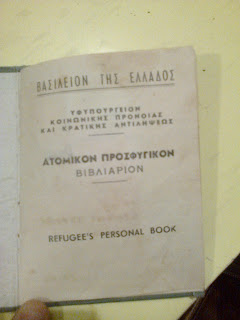 ΒΑΣΙΛΕΙΟΝ ΤΗΣ ΕΛΛΑΔΟΣ
ΥΦΥΠΟΥΡΓΕΙΟΝ
ΚΟΙΝΩΝΙΚΗΣ ΠΡΟΝΟΙΑΣ
ΚΑΙ ΚΡΑΤΙΚΗΣ ΑΝΤΙΛΗΨΕΩΣ
ΑΤΟΜΙΚΟΝ ΠΡΟΣΦΥΓΙΚΟΝ
ΒΙΒΛΙΑΡΙΟΝ
REFUGEE'S PERSONAL BOOK